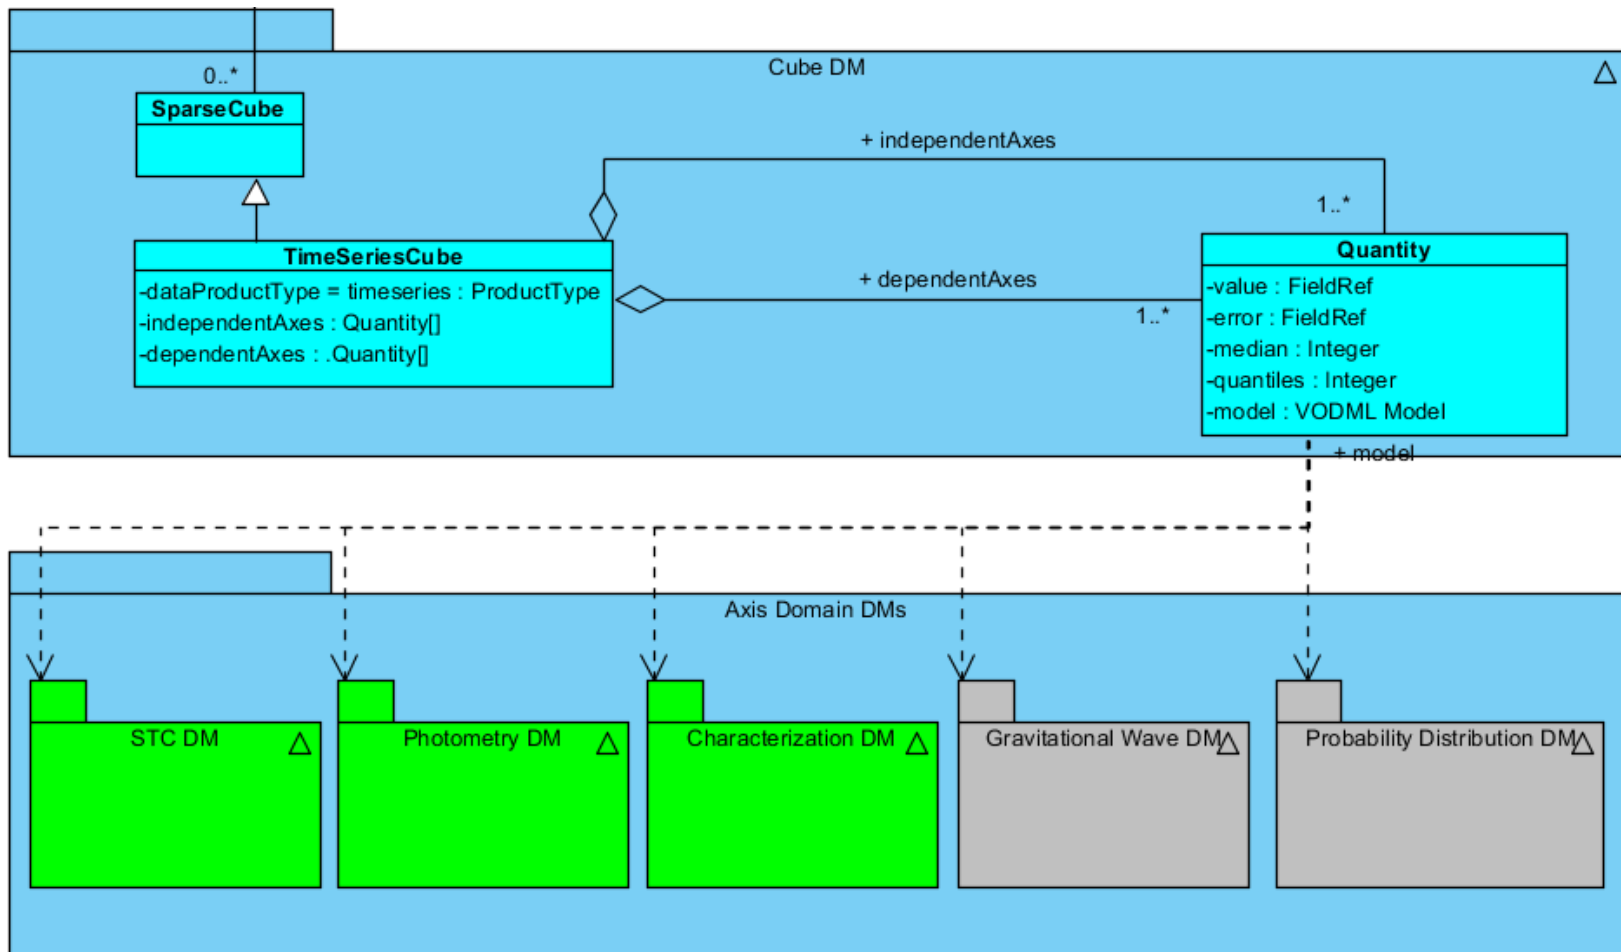 Cube DM
0..*
SparseCube
+ independentAxes
1..*
TimeSeriesCube
-dataProductType = timeseries : ProductType
-independentAxes : Quantity[]
-dependentAxes : .Quantity[]
+ dependentAxes
1..*
Quantity
-value : FieldRef
-error : FieldRef
-median : Integer
-quantiles : Integer
-model : VODML Model
+ model
Axis Domain DMs
STC DM
Photometry DM
Characterization DM
Gravitational Wave DM
Probability Distribution DM